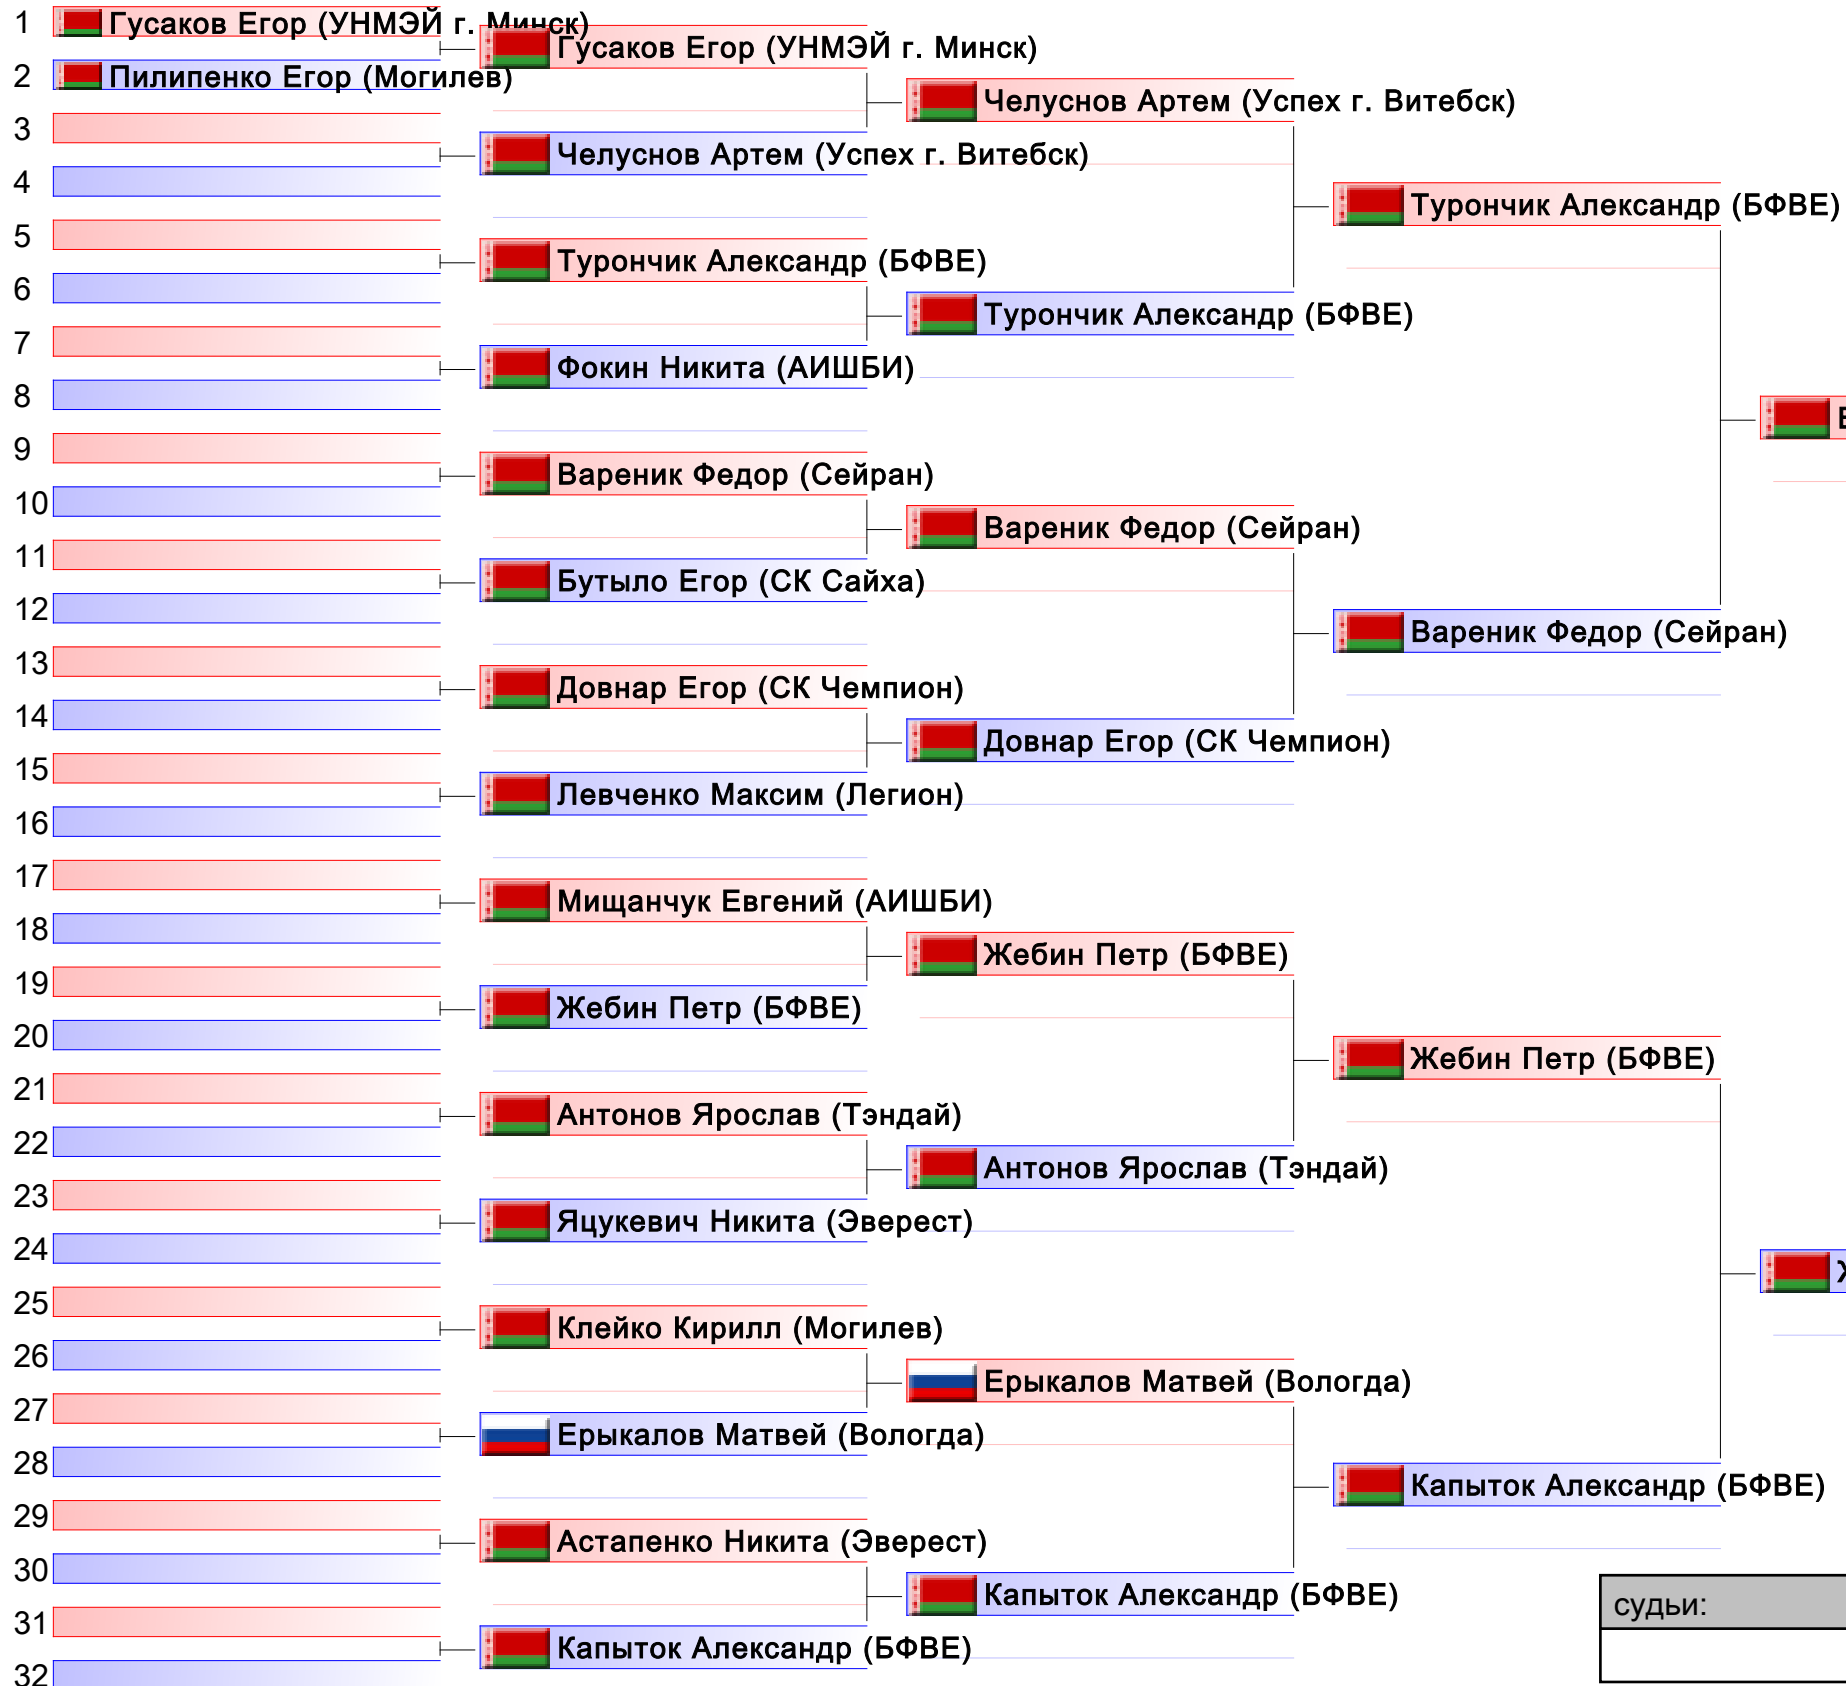 1
Гусаков Егор (УНМЭЙ г. Минск)
2
Пилипенко Егор (Могилев)
3
4
5
6
7
8
9
10
11
12
13
14
15
16
17
18
19
20
21
22
23
24
25
26
27
28
29
30
31
32
Гусаков Егор (УНМЭЙ г. Минск)
Челуснов Артем (Успех г. Витебск)
Турончик Александр (БФВЕ)
Фокин Никита (АИШБИ)
Вареник Федор (Сейран)
Бутыло Егор (СК Сайха)
Довнар Егор (СК Чемпион)
Левченко Максим (Легион)
Мищанчук Евгений (АИШБИ)
Жебин Петр (БФВЕ)
Антонов Ярослав (Тэндай)
Яцукевич Никита (Эверест)
Клейко Кирилл (Могилев)
Ерыкалов Матвей (Вологда)
Астапенко Никита (Эверест)
Капыток Александр (БФВЕ)
Челуснов Артем (Успех г. Витебск)
Турончик Александр (БФВЕ)
Вареник Федор (Сейран)
Довнар Егор (СК Чемпион)
Жебин Петр (БФВЕ)
Антонов Ярослав (Тэндай)
Ерыкалов Матвей (Вологда)
Капыток Александр (БФВЕ)
Турончик Александр (БФВЕ)
Вареник Федор (Сейран)
Жебин Петр (БФВЕ)
Капыток Александр (БФВЕ)
судьи: